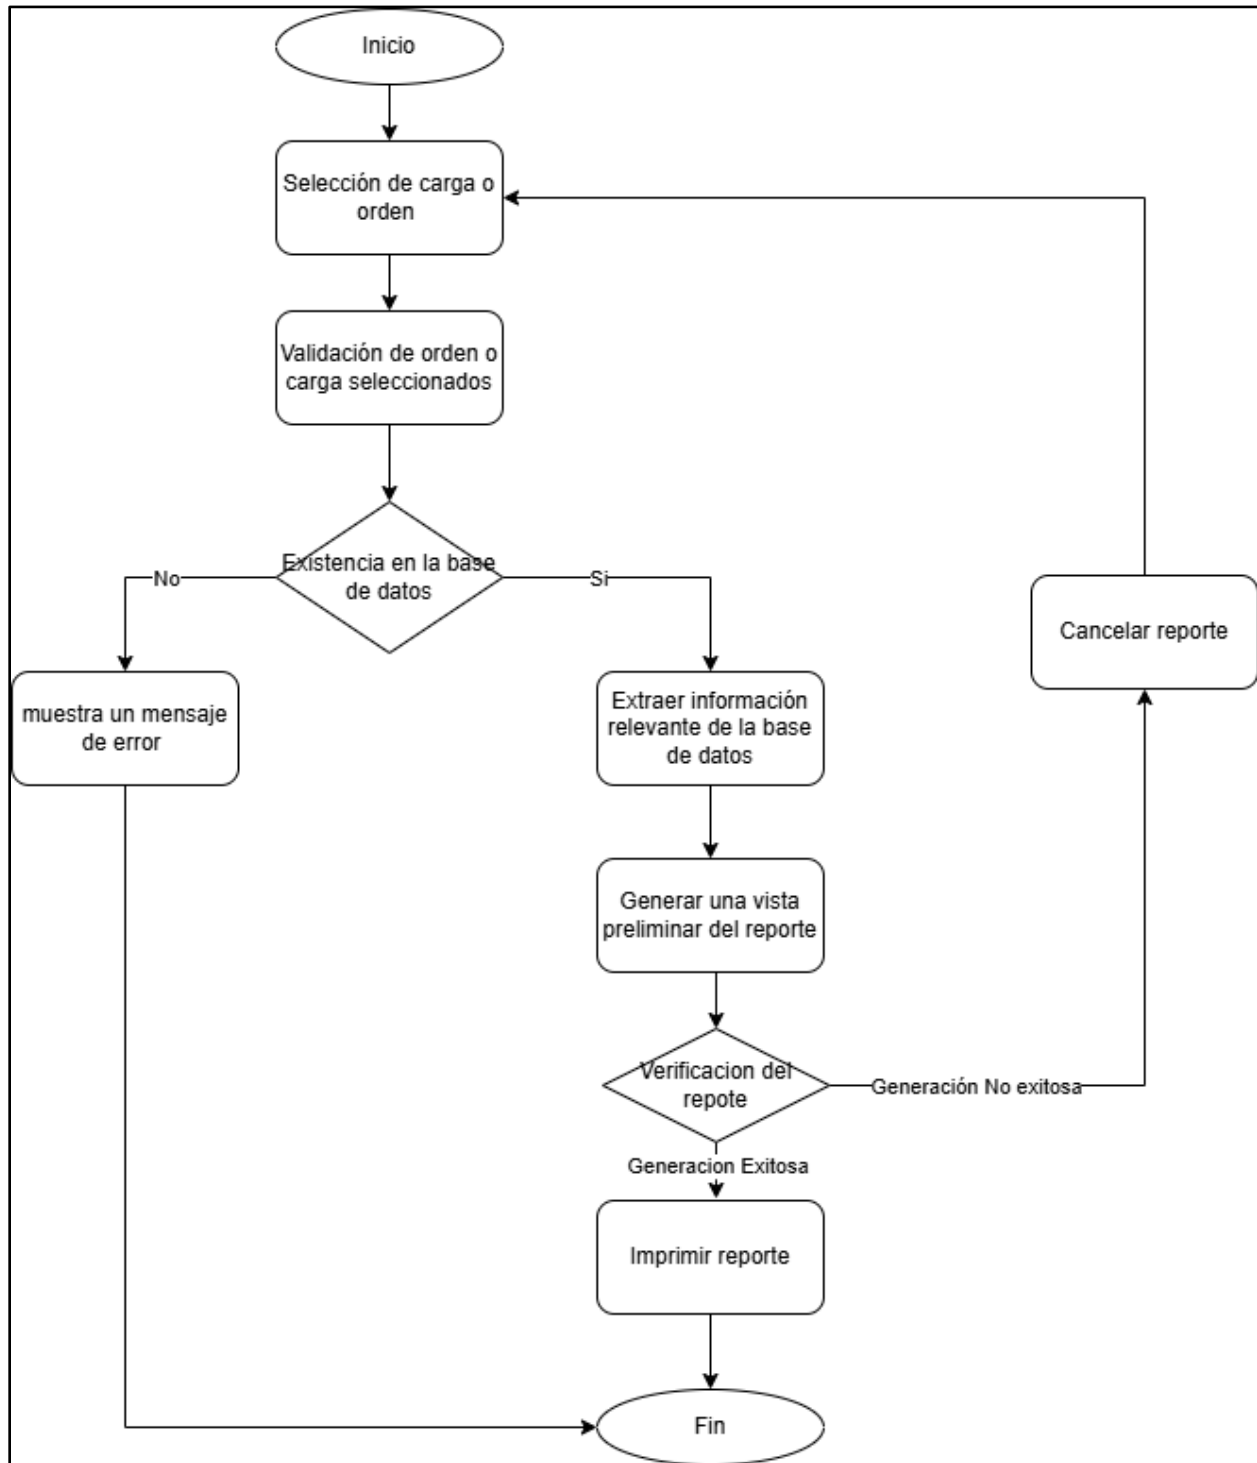 Inicio
Selección de carga o
orden
Validación de orden o
carga seleccionados
Existencia en la base
de datos
No
Si
Cancelar reporte
muestra un mensaje
de error
Extraer información
relevante de la base
de datos
Generar una vista
preliminar del reporte
Verificacion del
repote
Generación No exitosa
Generacion Exitosa
Imprimir reporte
Fin